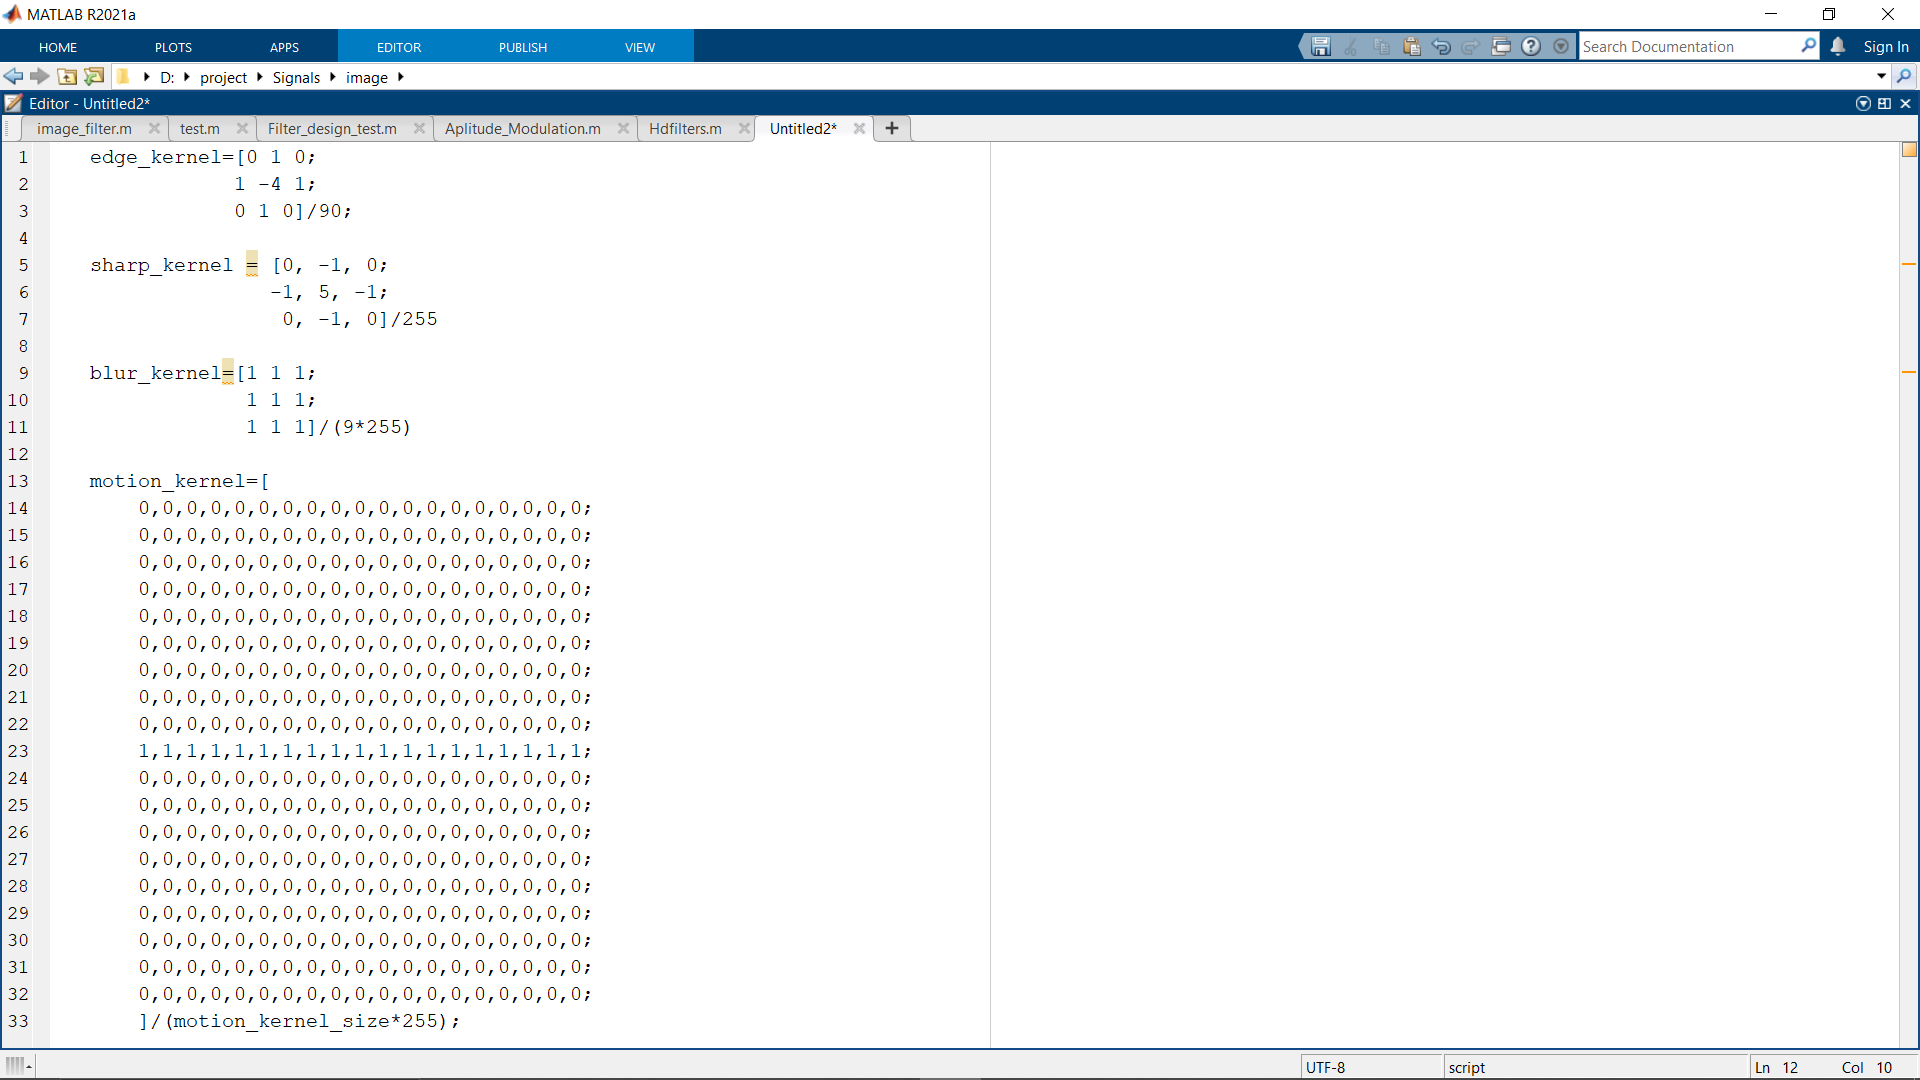 MATLAB R2021a
HOME PLOTS APPS EDITOR PUBLISH VIEW Search Documentation Sign In
D: project Signals image
Editor - Untitled2*
image_filter.m test.m Filter_design_test.m Aplitude_Modulation.m Hdfilters.m Untitled2*
1 edge_kernel=[0 1 0;
2 1 -4 1;
3 0 1 0]/90;
4
5 sharp_kernel = [0, -1, 0;
6 -1, 5, -1;
7 0, -1, 0]/255
8
9 blur_kernel=[1 1 1;
10 1 1 1;
11 1 1 1]/(9*255)
12
13 motion_kernel=[
14 0,0,0,0,0,0,0,0,0,0,0,0,0,0,0,0,0,0,0;
15 0,0,0,0,0,0,0,0,0,0,0,0,0,0,0,0,0,0,0;
16 0,0,0,0,0,0,0,0,0,0,0,0,0,0,0,0,0,0,0;
17 0,0,0,0,0,0,0,0,0,0,0,0,0,0,0,0,0,0,0;
18 0,0,0,0,0,0,0,0,0,0,0,0,0,0,0,0,0,0,0;
19 0,0,0,0,0,0,0,0,0,0,0,0,0,0,0,0,0,0,0;
20 0,0,0,0,0,0,0,0,0,0,0,0,0,0,0,0,0,0,0;
21 0,0,0,0,0,0,0,0,0,0,0,0,0,0,0,0,0,0,0;
22 0,0,0,0,0,0,0,0,0,0,0,0,0,0,0,0,0,0,0;
23 1,1,1,1,1,1,1,1,1,1,1,1,1,1,1,1,1,1,1;
24 0,0,0,0,0,0,0,0,0,0,0,0,0,0,0,0,0,0,0;
25 0,0,0,0,0,0,0,0,0,0,0,0,0,0,0,0,0,0,0;
26 0,0,0,0,0,0,0,0,0,0,0,0,0,0,0,0,0,0,0;
27 0,0,0,0,0,0,0,0,0,0,0,0,0,0,0,0,0,0,0;
28 0,0,0,0,0,0,0,0,0,0,0,0,0,0,0,0,0,0,0;
29 0,0,0,0,0,0,0,0,0,0,0,0,0,0,0,0,0,0,0;
30 0,0,0,0,0,0,0,0,0,0,0,0,0,0,0,0,0,0,0;
31 0,0,0,0,0,0,0,0,0,0,0,0,0,0,0,0,0,0,0;
32 0,0,0,0,0,0,0,0,0,0,0,0,0,0,0,0,0,0,0;
33 ]/(motion_kernel_size*255);
UTF-8 script Ln 12 Col 10